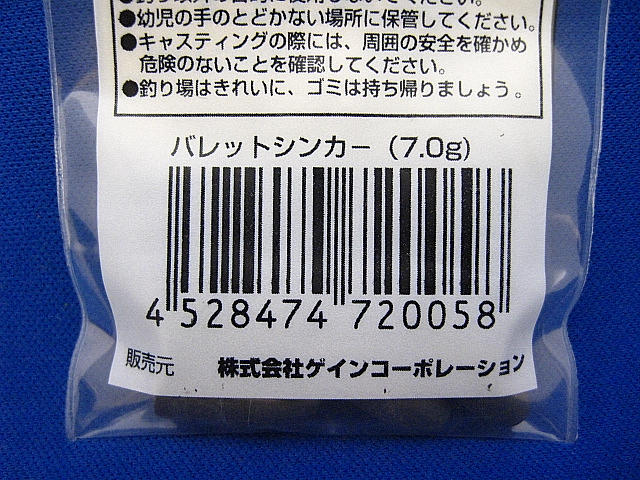 ●幼児の手のとどかない場所に保管してください。
●キャスティングの際には、周囲の安全を確かめ
危険のないことを確認してください。
●釣り場はきれいに、ゴミは持ち帰りましょう。
バレットシンカー (7.0g)
4 528474 720058
販売元 株式会社ゲインコーポレーション